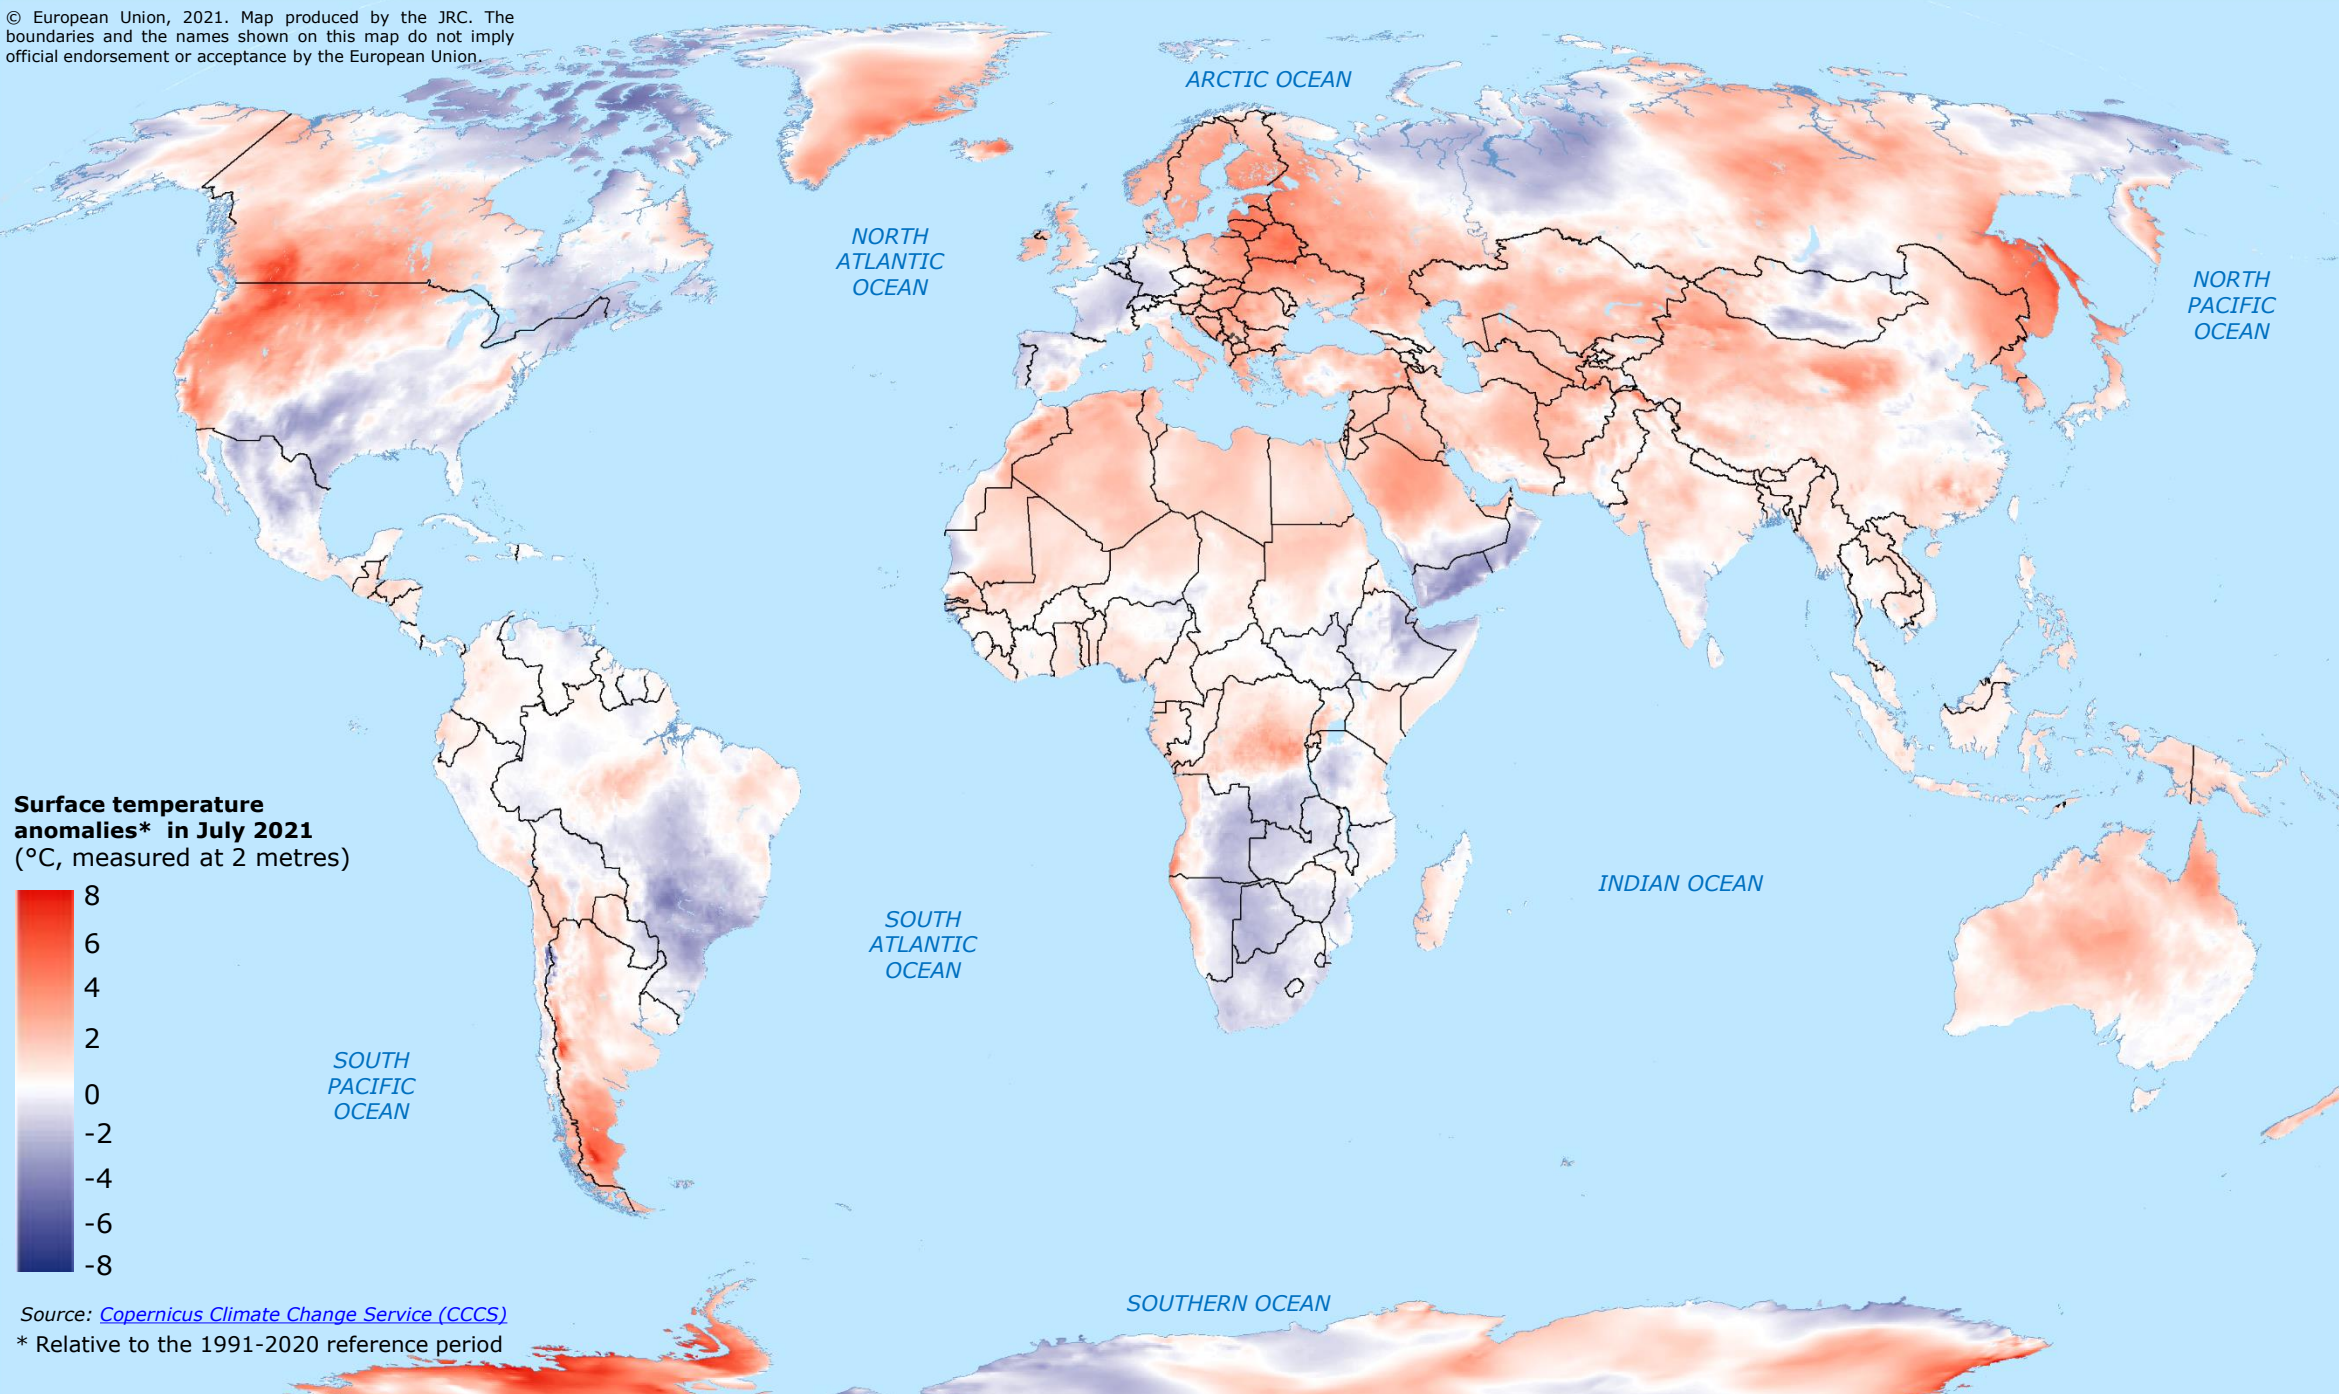 © European Union, 2021. Map produced by the JRC. The
boundaries and the names shown on this map do not imply
official endorsement or acceptance by the European Union.
ARCTIC OCEAN
NORTH
ATLANTIC
OCEAN
NORTH
PACIFIC
OCEAN
INDIAN OCEAN
SOUTH
ATLANTIC
OCEAN
SOUTH
PACIFIC
OCEAN
SOUTHERN OCEAN
Surface temperature
anomalies* in July 2021
(°C, measured at 2 metres)
8
6
4
2
0
-2
-4
-6
-8
Source: Copernicus Climate Change Service (CCCS)
* Relative to the 1991-2020 reference period